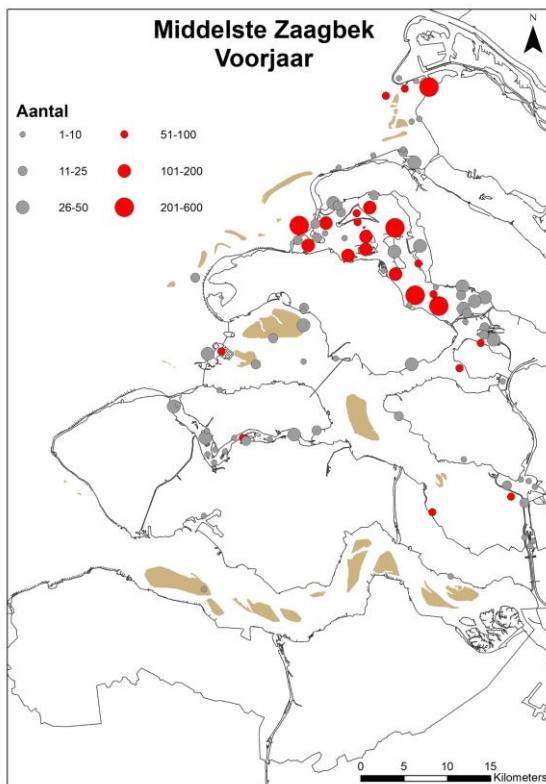 Middelste Zaagbek
Voorjaar
N
Aantal
1-10
51-100
11-25
101-200
26-50
201-600
0 5 10 15
Kilometers